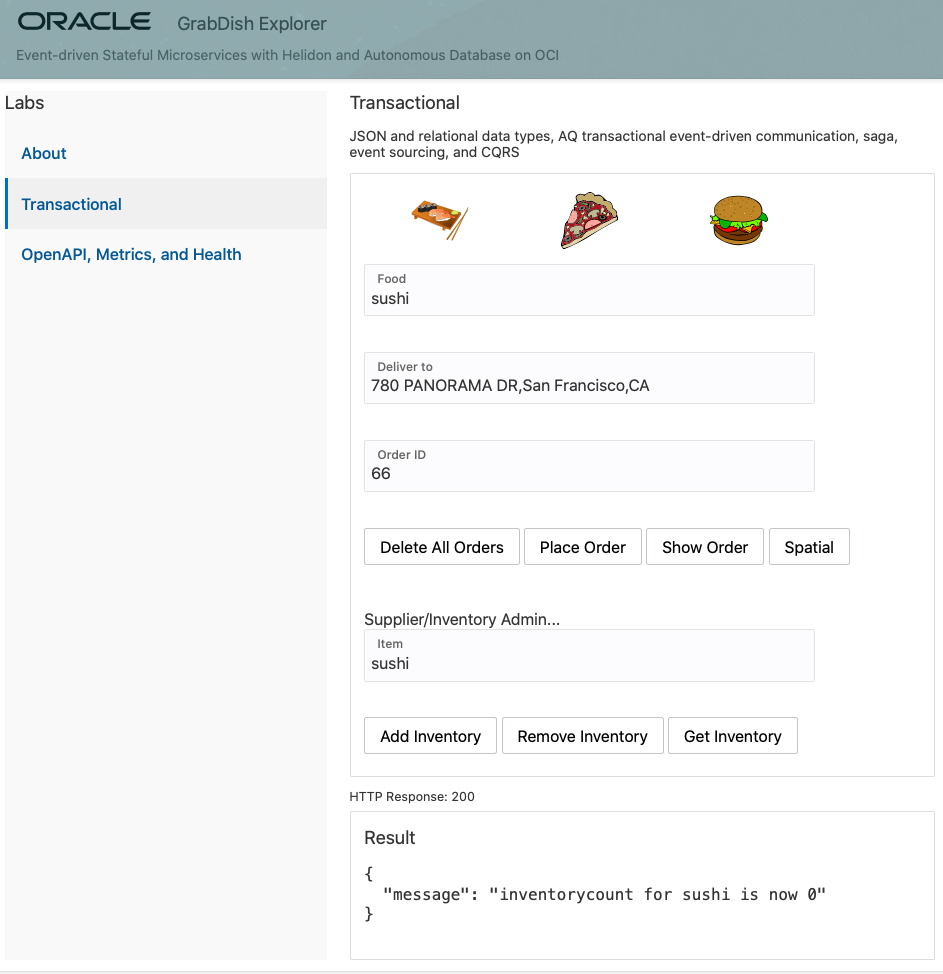 ORACLE GrabDish Explorer
Event-driven Stateful Microservices with Helidon and Autonomous Database on OCI
Labs
About
Transactional
OpenAPI, Metrics, and Health
Transactional
JSON and relational data types, AQ transactional event-driven communication, saga,
event sourcing, and CQRS
Food
sushi
Deliver to
780 PANORAMA DR,San Francisco,CA
Order ID
66
Delete All Orders Place Order Show Order Spatial
Supplier/Inventory Admin...
Item
sushi
Add Inventory Remove Inventory Get Inventory
HTTP Response: 200
Result
{
"message": "inventorycount for sushi is now 0"
}